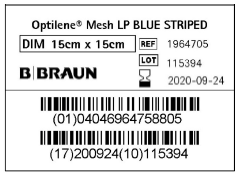 Optilene® Mesh LP BLUE STRIPED
DIM 15cm x 15cm
REF 1964705
LOT 115394
B BRAUN
2020-09-24
(01)04046964758805
(17)200924(10)115394